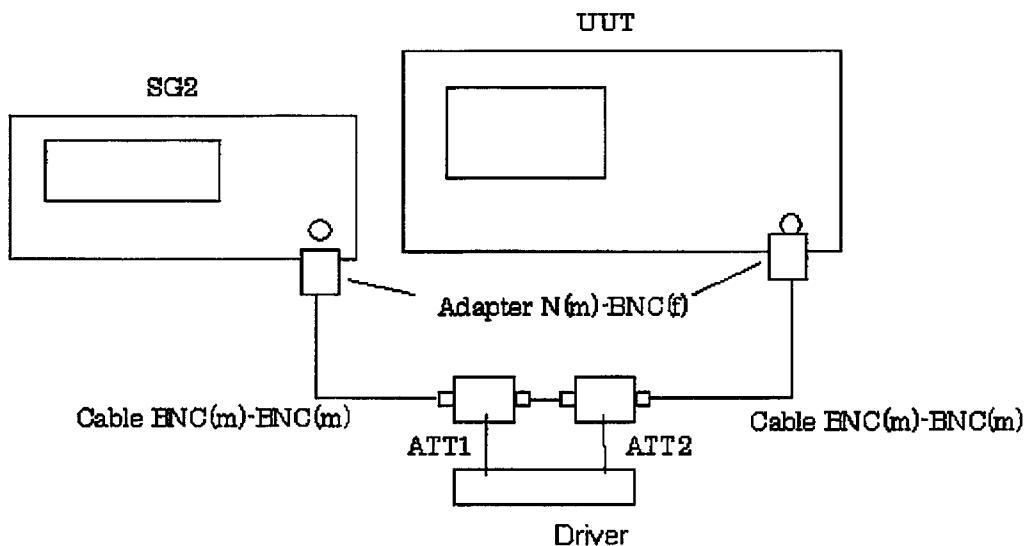 UUT
SG2
Adapter N(m)-BNC(f)
Cable BNC(m)-BNC(m)
Cable BNC(m)-BNC(m)
ATT1
ATT2
Driver